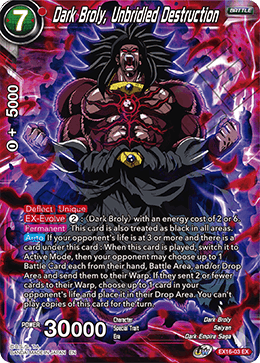 7
Dark Broly, Unbridled Destruction
BATTLE
0 + 5000
Deflect Unique
EX-Evolve 2 : ⟨Dark Broly⟩ with an energy cost of 2 or 6.
Permanent This card is also treated as black in all areas.
Auto If your opponent's life is at 3 or more and there is a
card under this card : When this card is played, switch it to
Active Mode, then your opponent may choose up to 1
Battle Card each from their hand, Battle Area, and/or Drop
Area and send them to their Warp. If they sent 2 or fewer
cards to their Warp, choose up to 1 card in your
opponent's life and place it in their Drop Area. You can't
play copies of this card for the turn.
POWER 30000
Character Dark Broly
Special Trait Saiyan
Era Dark Empire Saga
EX16-03 EX